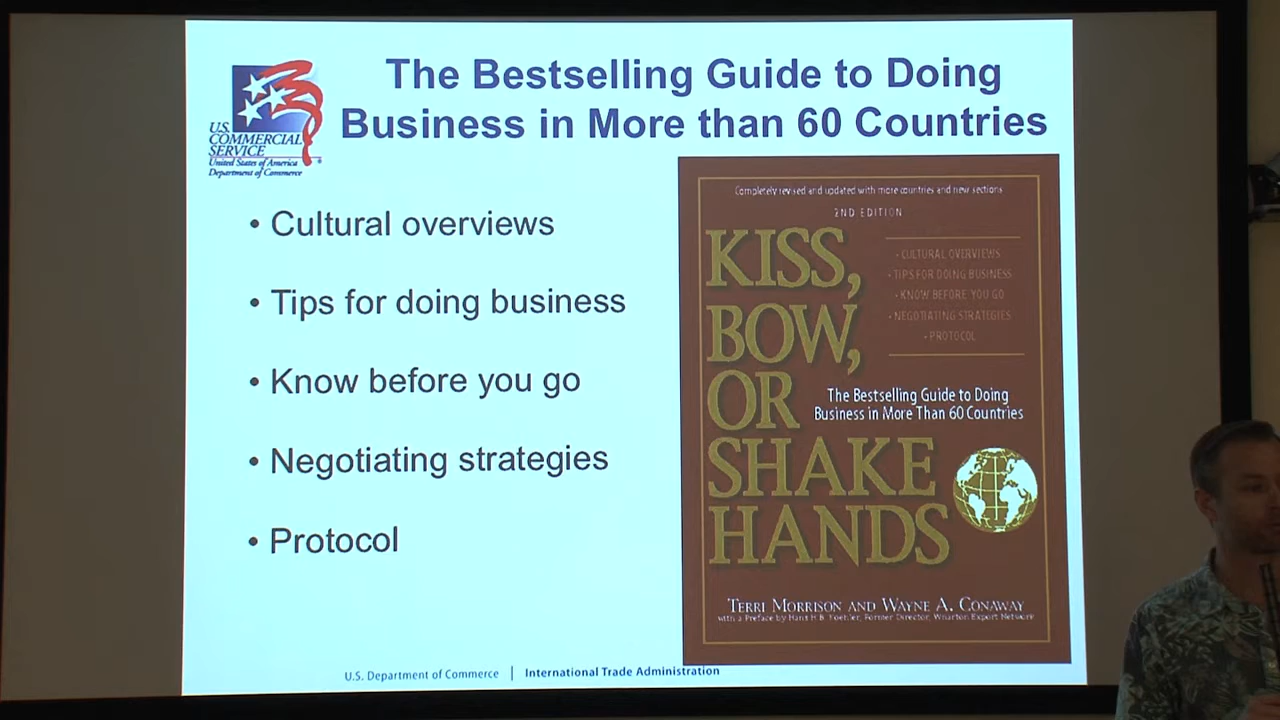 The Bestselling Guide to Doing
Business in More than 60 Countries
U.S.
COMMERCIAL
SERVICE
United States of America
Department of Commerce
• Cultural overviews
• Tips for doing business
• Know before you go
• Negotiating strategies
• Protocol
Completely revised and updated with more countries and new sections
2ND EDITION
KISS,
BOW,
OR
SHAKE
HANDS
• CULTURAL OVERVIEWS
• TIPS FOR DOING BUSINESS
• KNOW BEFORE YOU GO
• NEGOTIATING STRATEGIES
• PROTOCOL
The Bestselling Guide to Doing
Business in More Than 60 Countries
TERRI MORRISON AND WAYNE A. CONAWAY
with a Preface by Hans H.B. Koehler, Former Director, Wharton Export Network
U.S. Department of Commerce | International Trade Administration